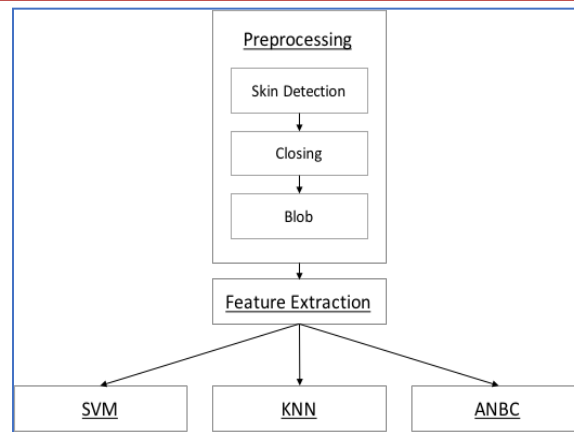 Preprocessing
Skin Detection
Closing
Blob
Feature Extraction
SVM
KNN
ANBC